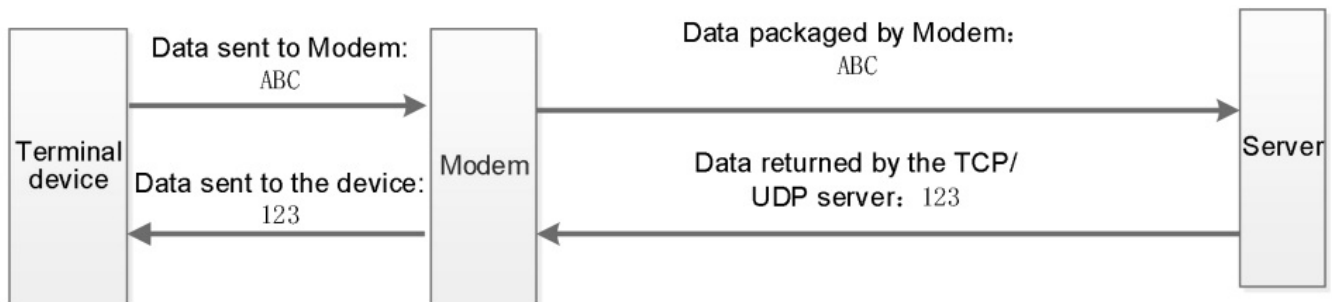 Data sent to Modem:
ABC
Data packaged by Modem：
ABC
Terminal
device
Modem
Server
Data sent to the device:
123
Data returned by the TCP/
UDP server：123